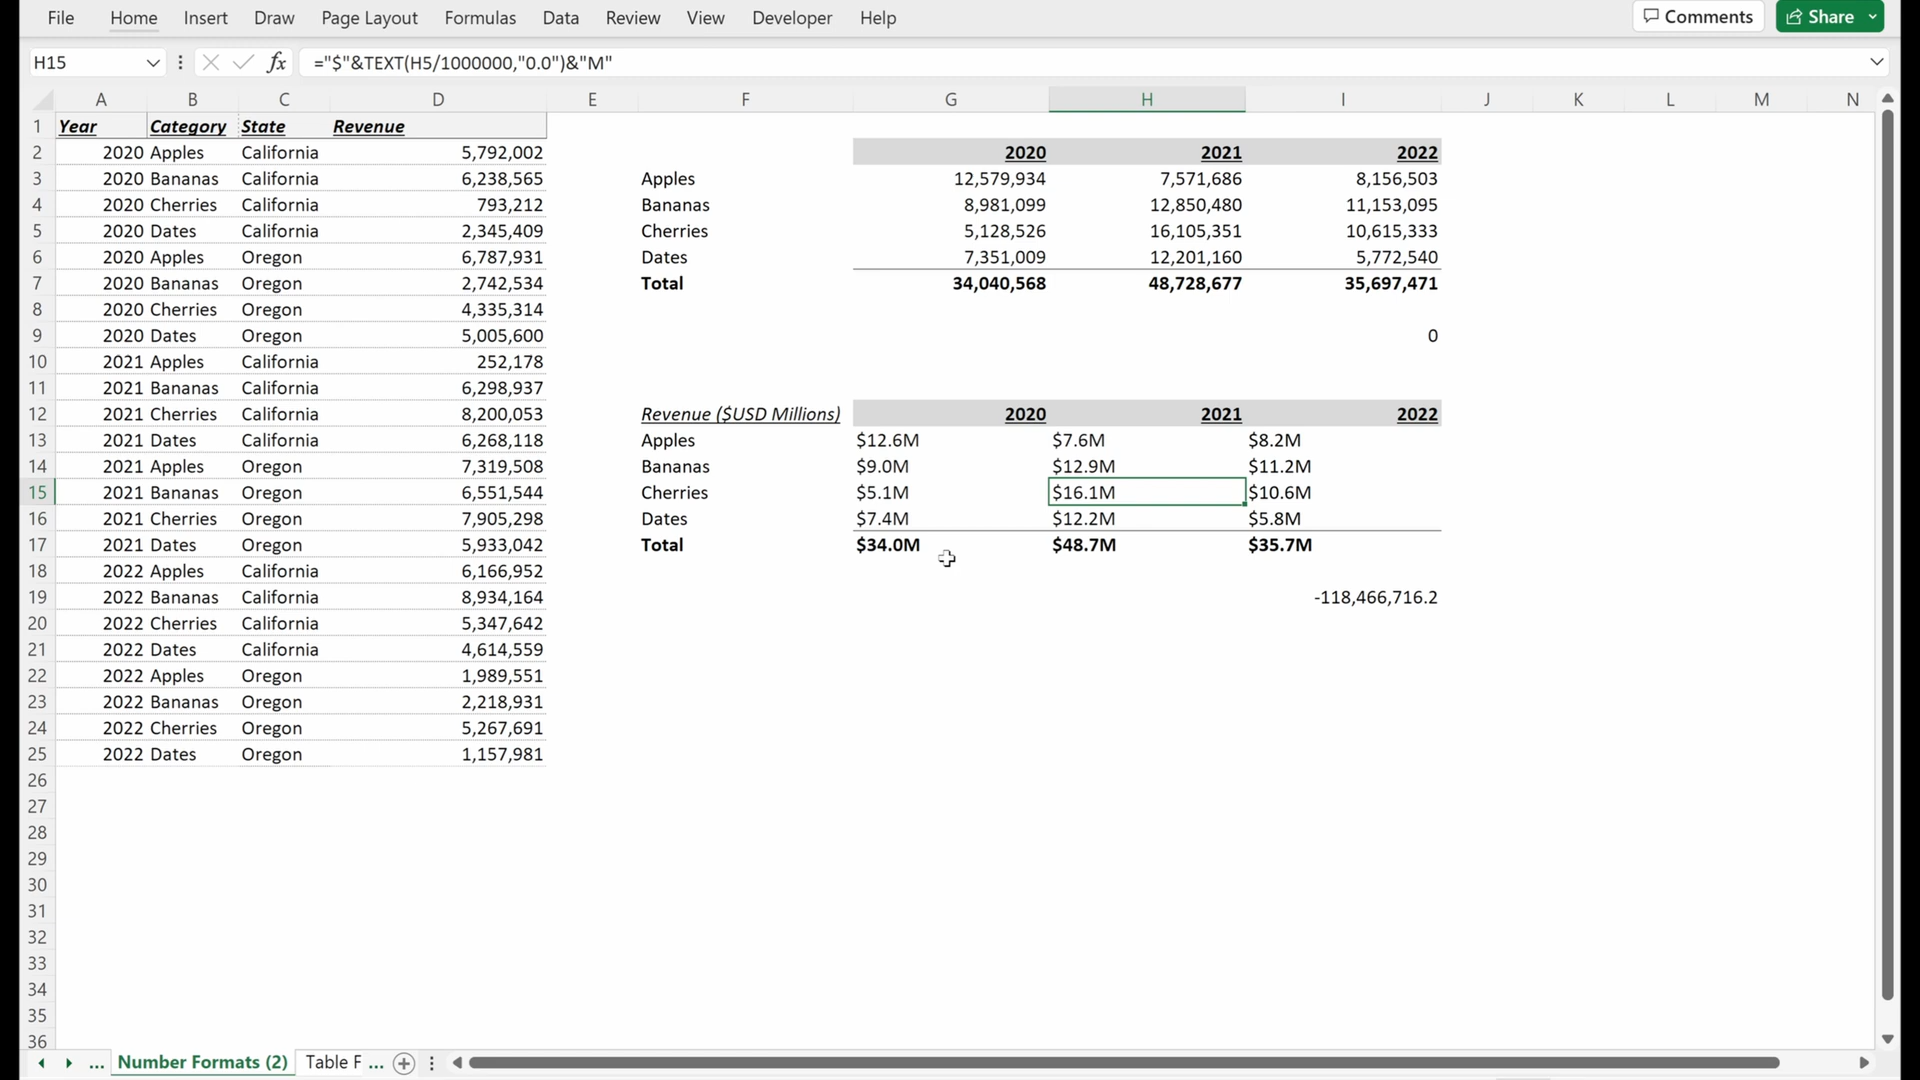 File Home Insert Draw Page Layout Formulas Data Review View Developer Help Comments Share
H15 fx ="$"&TEXT(H5/1000000,"0.0")&"M"
A B C D E F G H I J K L M N
1 Year Category State Revenue
2 2020 Apples California 5,792,002 2020 2021 2022
3 2020 Bananas California 6,238,565 Apples 12,579,934 7,571,686 8,156,503
4 2020 Cherries California 793,212 Bananas 8,981,099 12,850,480 11,153,095
5 2020 Dates California 2,345,409 Cherries 5,128,526 16,105,351 10,615,333
6 2020 Apples Oregon 6,787,931 Dates 7,351,009 12,201,160 5,772,540
7 2020 Bananas Oregon 2,742,534 Total 34,040,568 48,728,677 35,697,471
8 2020 Cherries Oregon 4,335,314
9 2020 Dates Oregon 5,005,600 0
10 2021 Apples California 252,178
11 2021 Bananas California 6,298,937
12 2021 Cherries California 8,200,053 Revenue ($USD Millions) 2020 2021 2022
13 2021 Dates California 6,268,118 Apples $12.6M $7.6M $8.2M
14 2021 Apples Oregon 7,319,508 Bananas $9.0M $12.9M $11.2M
15 2021 Bananas Oregon 6,551,544 Cherries $5.1M $16.1M $10.6M
16 2021 Cherries Oregon 7,905,298 Dates $7.4M $12.2M $5.8M
17 2021 Dates Oregon 5,933,042 Total $34.0M $48.7M $35.7M
18 2022 Apples California 6,166,952
19 2022 Bananas California 8,934,164 -118,466,716.2
20 2022 Cherries California 5,347,642
21 2022 Dates California 4,614,559
22 2022 Apples Oregon 1,989,551
23 2022 Bananas Oregon 2,218,931
24 2022 Cherries Oregon 5,267,691
25 2022 Dates Oregon 1,157,981
26
27
28
29
30
31
32
33
34
35
36
... Number Formats (2) Table F ...